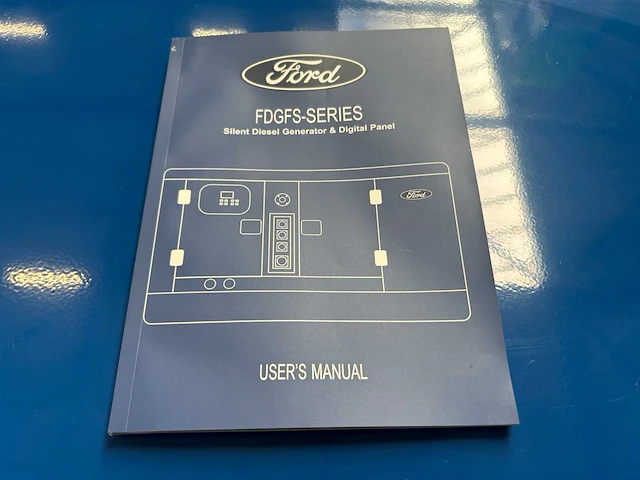 Ford
FDGFS-SERIES
Silent Diesel Generator & Digital Panel
Ford
USER'S MANUAL